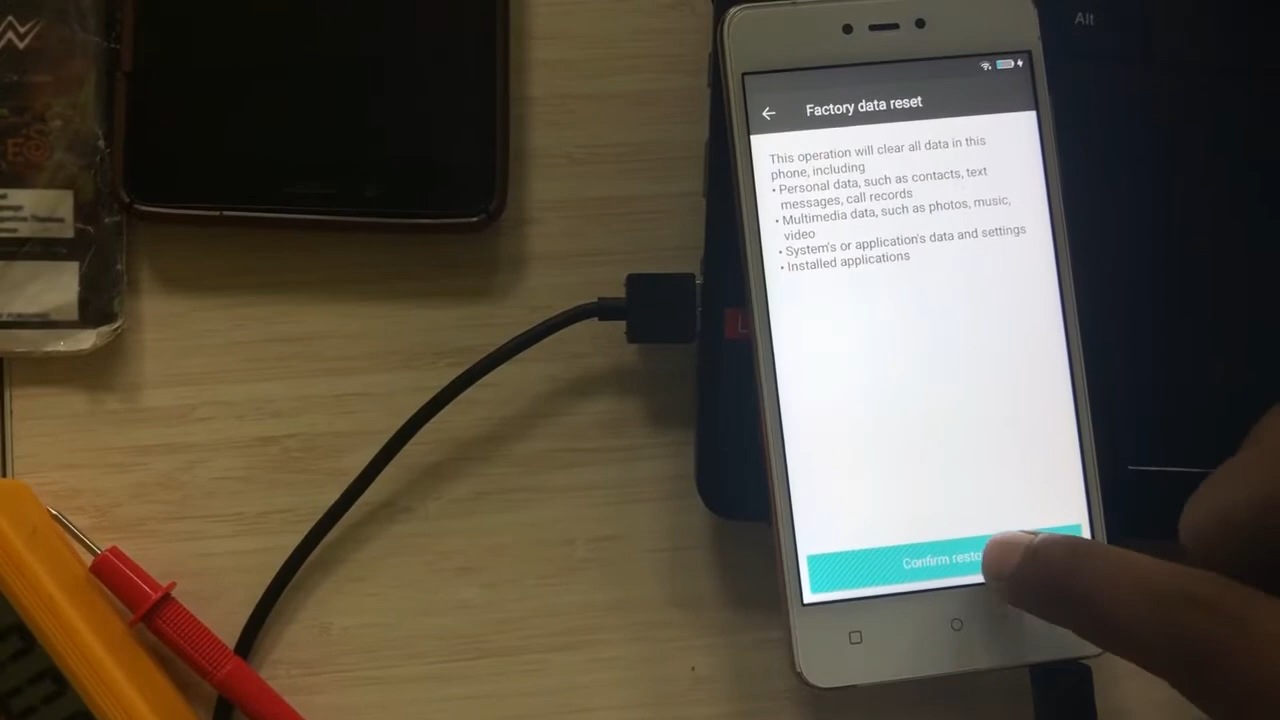 Alt
Factory data reset
This operation will clear all data in this
phone, including
• Personal data, such as contacts, text
messages, call records
• Multimedia data, such as photos, music,
video
• System's or application's data and settings
• Installed applications
Confirm resto